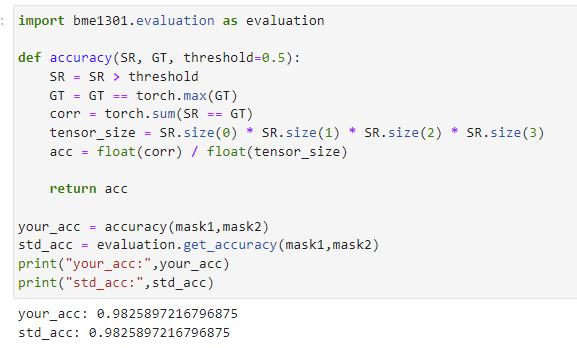 : import bme1301.evaluation as evaluation
def accuracy(SR, GT, threshold=0.5):
    SR = SR > threshold
    GT = GT == torch.max(GT)
    corr = torch.sum(SR == GT)
    tensor_size = SR.size(0) * SR.size(1) * SR.size(2) * SR.size(3)
    acc = float(corr) / float(tensor_size)
    return acc
your_acc = accuracy(mask1,mask2)
std_acc = evaluation.get_accuracy(mask1,mask2)
print("your_acc:",your_acc)
print("std_acc:",std_acc)
your_acc: 0.9825897216796875
std_acc: 0.9825897216796875